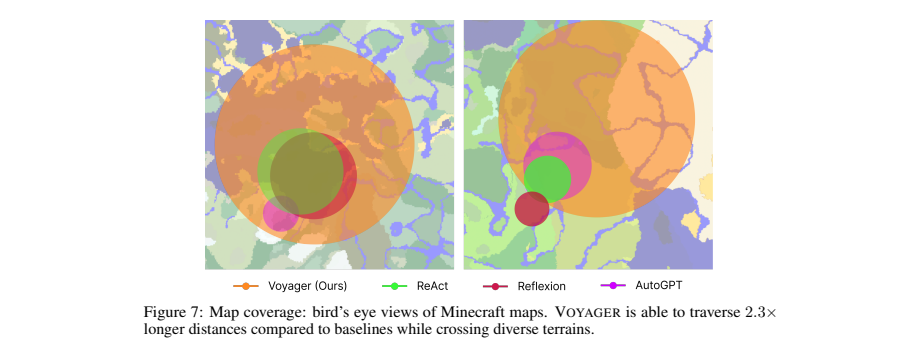 Voyager (Ours) ReAct Reflexion AutoGPT
Figure 7: Map coverage: bird's eye views of Minecraft maps. VOYAGER is able to traverse 2.3×
longer distances compared to baselines while crossing diverse terrains.